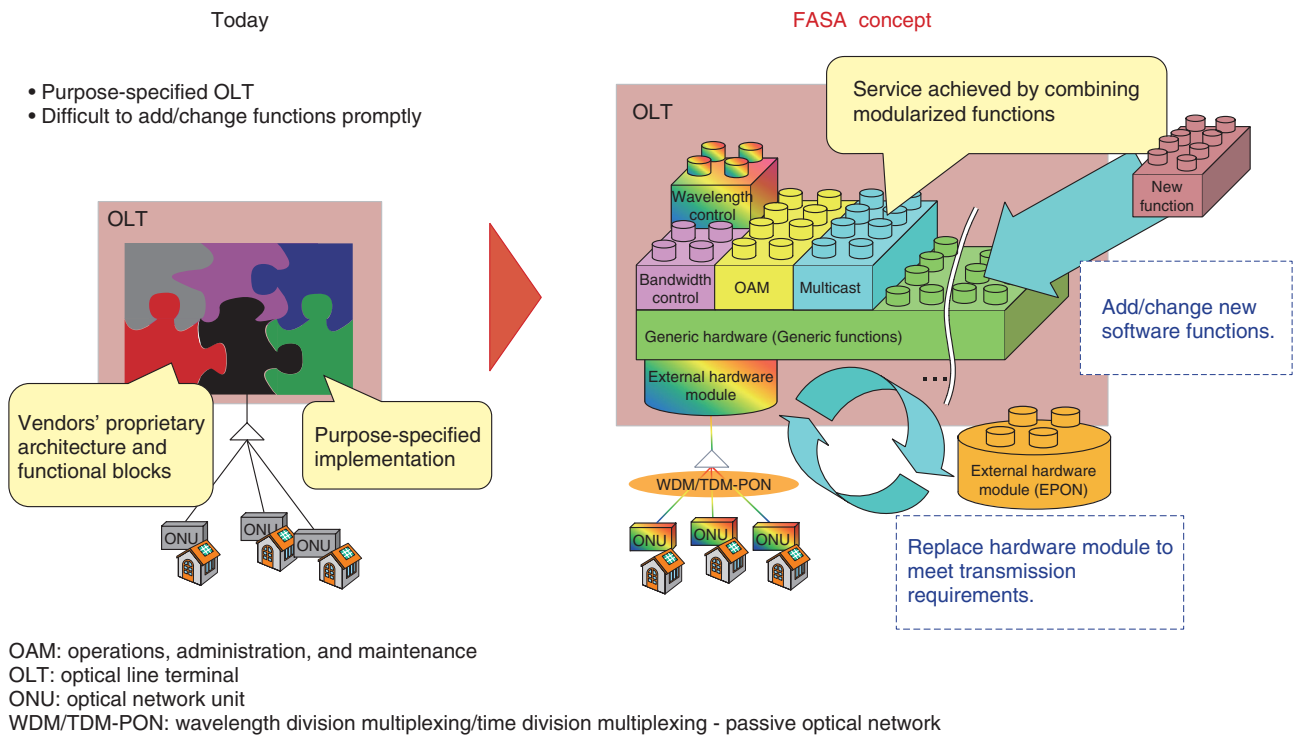 Today
• Purpose-specified OLT
• Difficult to add/change functions promptly
OLT
Vendors' proprietary
architecture and
functional blocks
Purpose-specified
implementation
ONU
ONU
ONU
FASA concept
OLT
Service achieved by combining
modularized functions
Wavelength
control
Bandwidth
control
OAM
Multicast
New
function
Generic hardware (Generic functions)
External hardware
module
...
Add/change new
software functions.
WDM/TDM-PON
ONU
ONU
ONU
External hardware
module (EPON)
Replace hardware module to
meet transmission
requirements.
OAM: operations, administration, and maintenance
OLT: optical line terminal
ONU: optical network unit
WDM/TDM-PON: wavelength division multiplexing/time division multiplexing - passive optical network